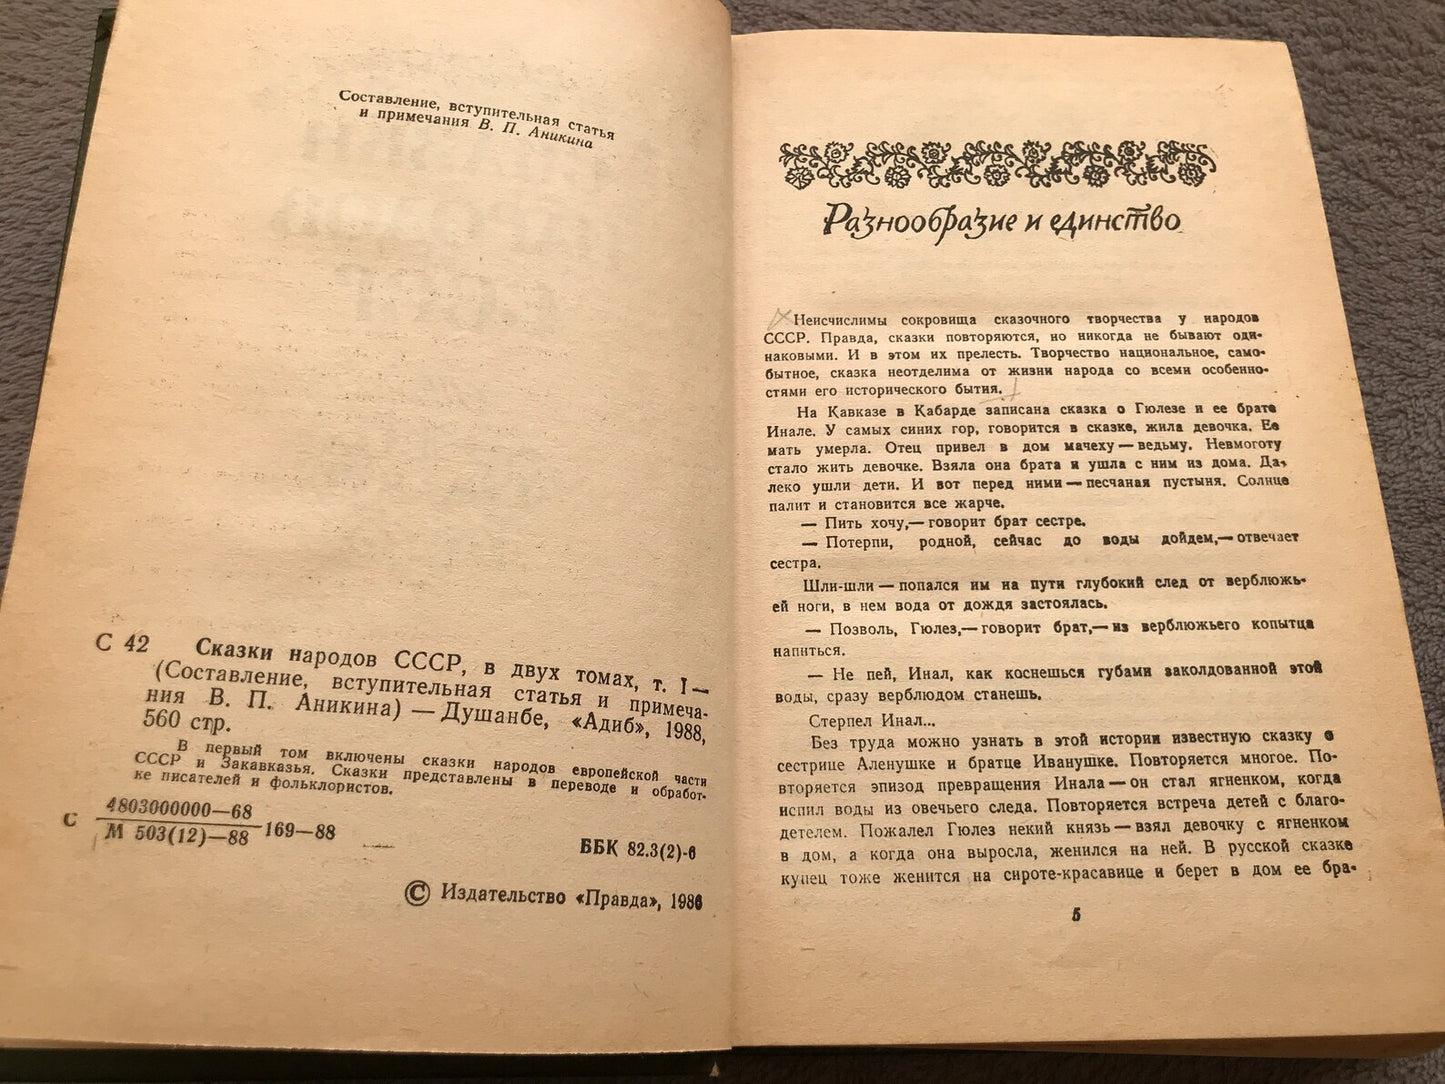 Составление, вступительная статья
и примечания В. П. Аникина
С 42 Сказки народов СССР, в двух томах, т. I—
(Составление, вступительная статья и примеча-
ния В. П. Аникина) — Душанбе, «Адиб», 1988,
560 стр.
В первый том включены сказки народов европейской части
СССР и Закавказья. Сказки представлены в переводе и обработ-
ке писателей и фольклористов.
С 4803000000—68
М 503(12)—88 169—88
ББК 82.3(2)-6
© Издательство «Правда», 1986
Разнообразие и единство
Неисчислимы сокровища сказочного творчества у народов
СССР. Правда, сказки повторяются, но никогда не бывают оди-
наковыми. И в этом их прелесть. Творчество национальное, само-
бытное, сказка неотделима от жизни народа со всеми особенно-
стями его исторического бытия.
На Кавказе в Кабарде записана сказка о Гюлезе и ее брате
Инале. У самых синих гор, говорится в сказке, жила девочка. Ее
мать умерла. Отец привел в дом мачеху — ведьму. Невмоготу
стало жить девочке. Взяла она брата и ушла с ним из дома. Да-
леко ушли дети. И вот перед ними — песчаная пустыня. Солнце
палит и становится все жарче.
— Пить хочу,— говорит брат сестре.
— Потерпи, родной, сейчас до воды дойдем,— отвечает
сестра.
Шли-шли — попался им на пути глубокий след от верблюжь-
ей ноги, в нем вода от дождя застоялась.
— Позволь, Гюлез,— говорит брат,— из верблюжьего копытца
напиться.
— Не пей, Инал, как коснешься губами заколдованной этой
воды, сразу верблюдом станешь.
Стерпел Инал...
Без труда можно узнать в этой истории известную сказку о
сестрице Аленушке и братце Иванушке. Повторяется многое. По-
вторяется эпизод превращения Инала — он стал ягненком, когда
испил воды из овечьего следа. Повторяется встреча детей с благо-
детелем. Пожалел Гюлез некий князь — взял девочку с ягненком
в дом, а когда она выросла, женился на ней. В русской сказке
купец тоже женится на сироте-красавице и берет в дом ее бра-
5